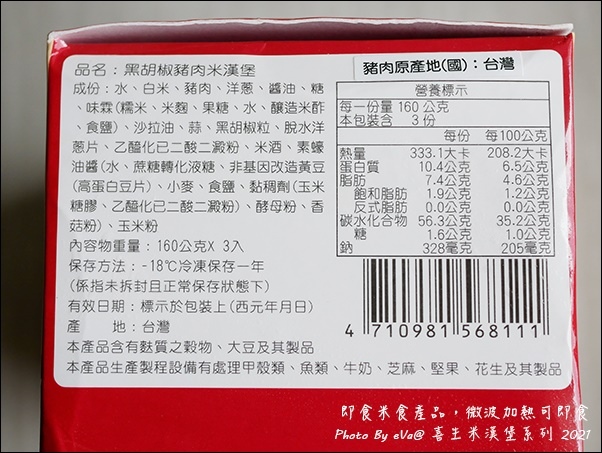 品名：黑胡椒豬肉米漢堡
成份：水、白米、豬肉、洋蔥、醬油、糖
、味霖(糯米、米麴、果糖、水、釀造米酢
、食鹽)、沙拉油、蒜、黑胡椒粒、脫水洋
蔥片、乙醯化已二酸二澱粉、米酒、素蠔
油醬(水、蔗糖轉化液糖、非基因改造黃豆
(高蛋白豆片)、小麥、食鹽、黏稠劑(玉米
糖膠、乙醯化已二酸二澱粉)、酵母粉、香
菇粉)、玉米粉
內容物重量：160公克X 3入
保存方法：-18℃冷凍保存一年
(係指未拆封且正常保存狀態下)
有效日期：標示於包裝上(西元年月日)
產　　地：台灣
本產品含有麩質之穀物、大豆及其製品
本產品生產製程設備有處理甲殼類、魚類、牛奶、芝麻、堅果、花生及其製品
豬肉原產地(國)：台灣
營養標示
每一份量 160 公克
本包裝含 3 份
每份 每100公克
熱量 333.1大卡 208.2大卡
蛋白質 10.4公克 6.5公克
脂肪 7.4公克 4.6公克
飽和脂肪 1.9公克 1.2公克
反式脂肪 0.0公克 0.0公克
碳水化合物 56.3公克 35.2公克
糖 1.6公克 1.0公克
鈉 328毫克 205毫克
4 710981 568111
即食米食產品，微波加熱可即食
Photo By eVa@ 喜生米漢堡系列 2021